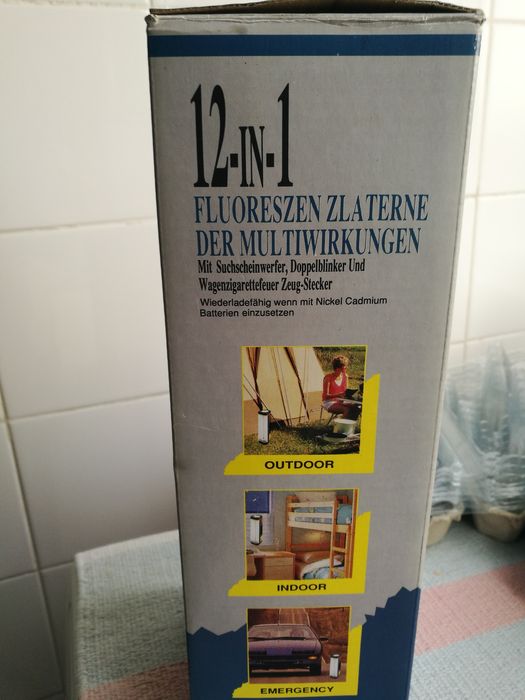 12-IN-1
FLUORESZEN ZLATERNE
DER MULTIWIRKUNGEN
Mit Suchscheinwerfer, Doppelblinker Und
Wagenzigarettefeuer Zeug-Stecker
Wiederladefähig wenn mit Nickel Cadmium
Batterien einzusetzen
OUTDOOR
INDOOR
EMERGENCY